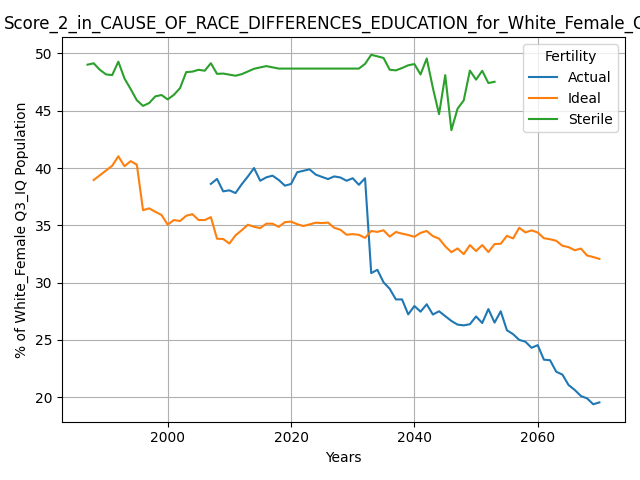 Score_2_in_CAUSE_OF_RACE_DIFFERENCES_EDUCATION_for_White_Female_
Fertility
Actual
Ideal
Sterile
50
45
40
35
30
25
20
% of White_Female Q3_IQ Population
2000
2020
2040
2060
Years